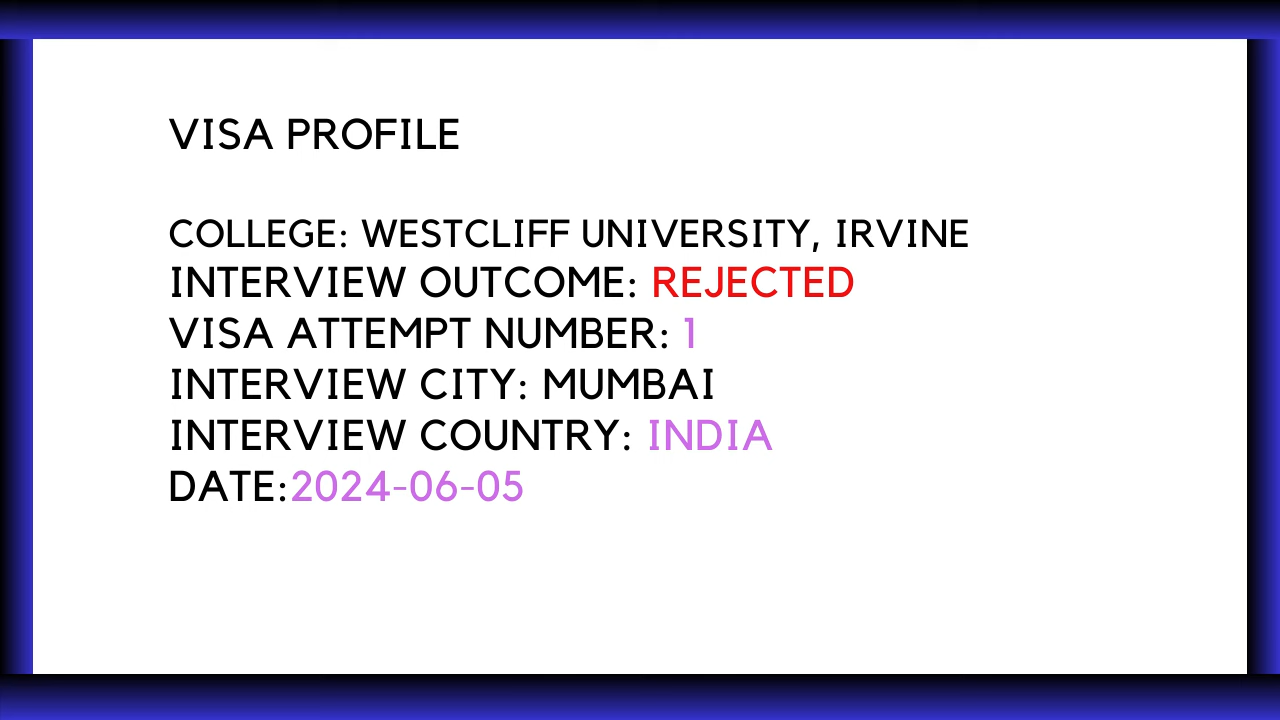 VISA PROFILE
COLLEGE: WESTCLIFF UNIVERSITY, IRVINE
INTERVIEW OUTCOME: REJECTED
VISA ATTEMPT NUMBER: 1
INTERVIEW CITY: MUMBAI
INTERVIEW COUNTRY: INDIA
DATE:2024-06-05